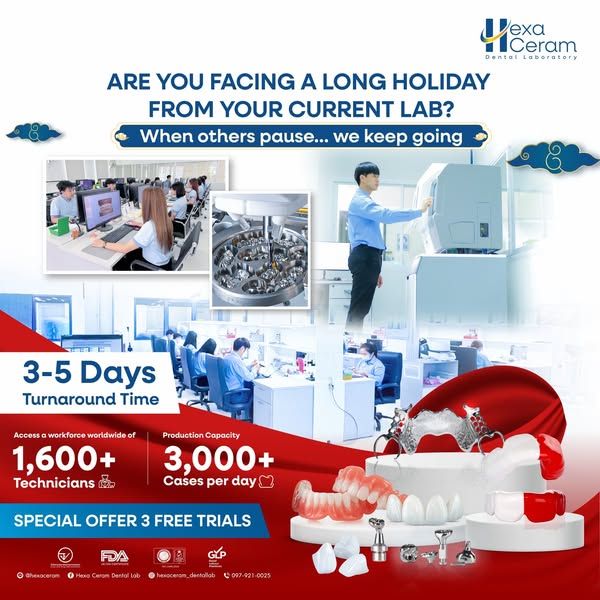 Hexa
Ceram
Dental Laboratory
ARE YOU FACING A LONG HOLIDAY
FROM YOUR CURRENT LAB?
When others pause... we keep going
3-5 Days
Turnaround Time
Access a workforce worldwide of
1,600+
Technicians
Production Capacity
3,000+
Cases per day
SPECIAL OFFER 3 FREE TRIALS
FDA
GMP
@hexaceram
Hexa Ceram Dental Lab
hexaceram_dentallab
097-921-0025